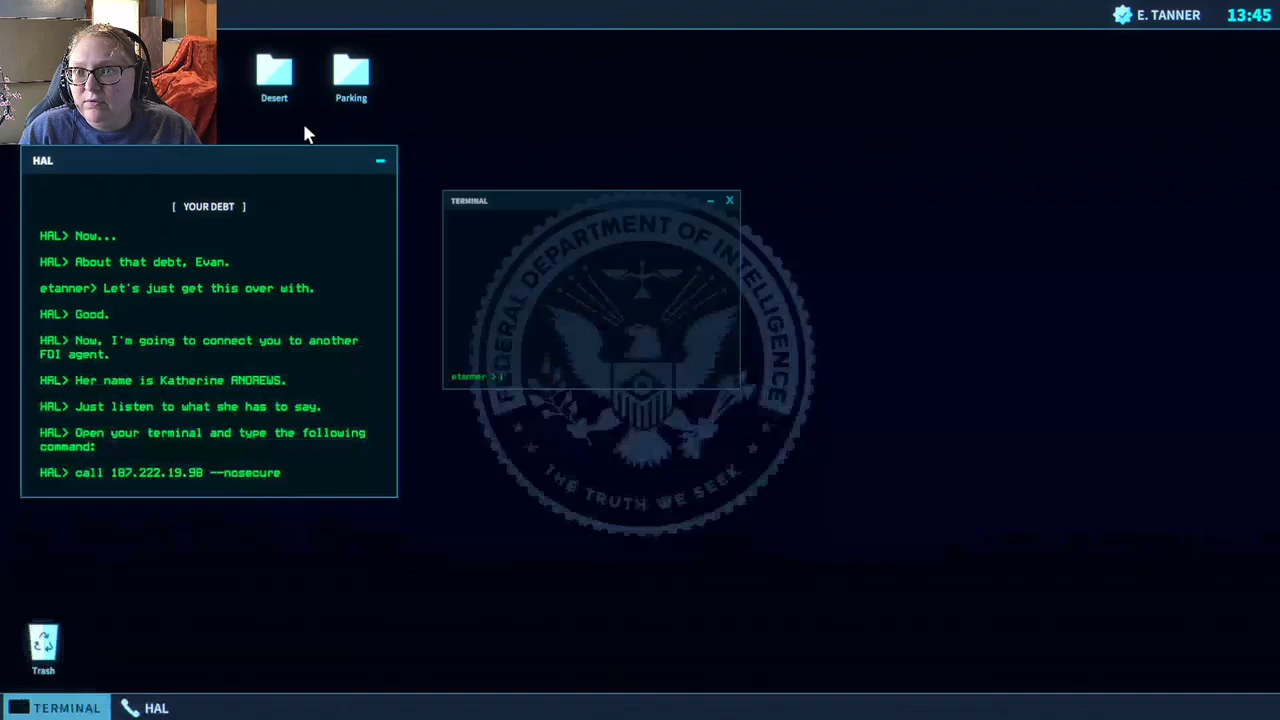 E. TANNER 13:45
Desert
Parking
HAL
[ YOUR DEBT ]
HAL> Now...
HAL> About that debt, Evan.
etanner> Let's just get this over with.
HAL> Good.
HAL> Now, I'm going to connect you to another
FDI agent.
HAL> Her name is Katherine ANDREWS.
HAL> Just listen to what she has to say.
HAL> Open your terminal and type the following
command:
HAL> call 187.222.19.98 --nosecure
TERMINAL
etanner >
FEDERAL DEPARTMENT OF INTELLIGENCE
THE TRUTH WE SEEK
Trash
TERMINAL
HAL